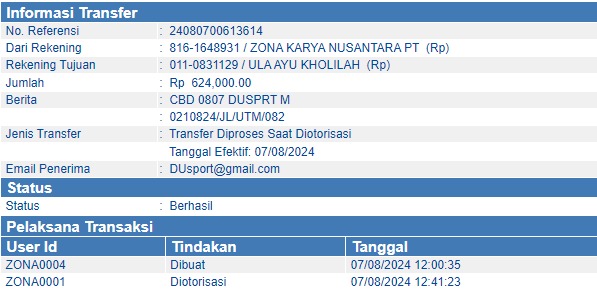 Informasi Transfer
No. Referensi : 24080700613614
Dari Rekening : 816-1648931 / ZONA KARYA NUSANTARA PT (Rp)
Rekening Tujuan : 011-0831129 / ULA AYU KHOLILAH (Rp)
Jumlah : Rp 624,000.00
Berita : CBD 0807 DUSPRT M
: 0210824/JL/UTM/082
Jenis Transfer : Transfer Diproses Saat Diotorisasi
Tanggal Efektif: 07/08/2024
Email Penerima : DUsport@gmail.com
Status
Status : Berhasil
Pelaksana Transaksi
User Id Tindakan Tanggal
ZONA0004 Dibuat 07/08/2024 12:00:35
ZONA0001 Diotorisasi 07/08/2024 12:41:23